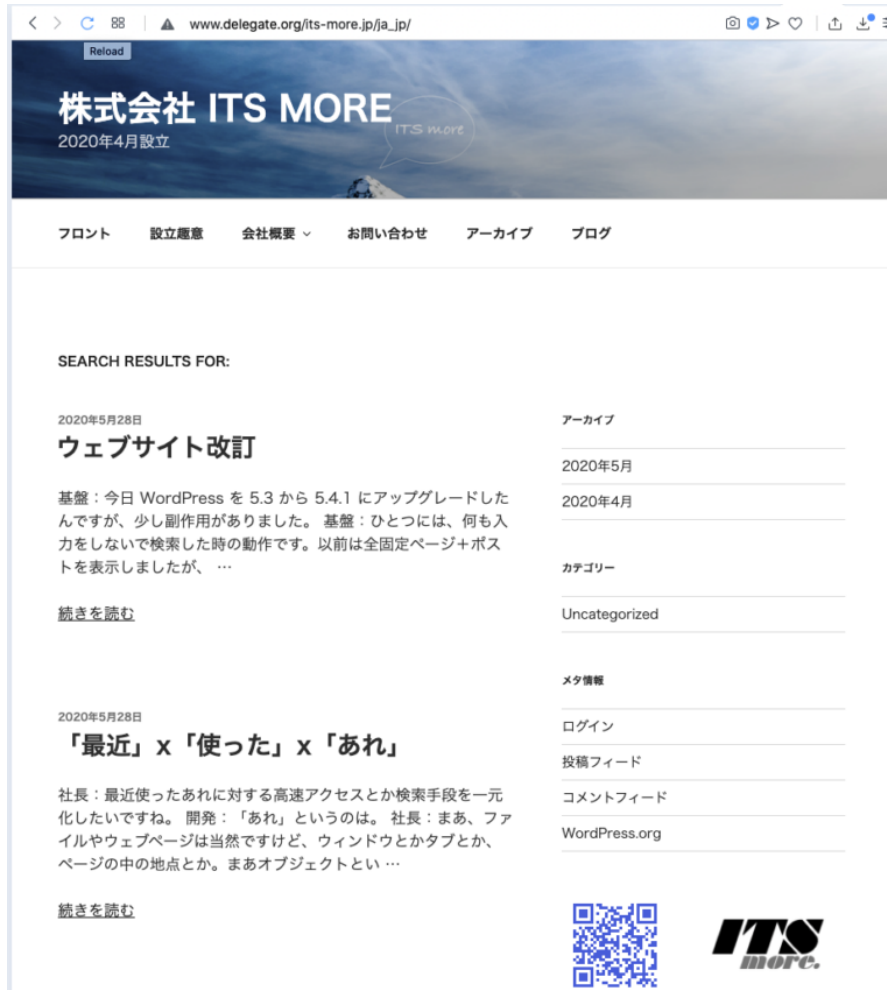 www.delegate.org/its-more.jp/ja_jp/
Reload
株式会社 ITS MORE
ITS more
2020年4月設立
フロント 設立趣意 会社概要 お問い合わせ アーカイブ ブログ
SEARCH RESULTS FOR:
2020年5月28日
ウェブサイト改訂
基盤：今日 WordPress を 5.3 から 5.4.1 にアップグレードした
んですが、少し副作用がありました。 基盤：ひとつには、何も入
力をしないで検索した時の動作です。以前は全固定ページ＋ポス
トを表示しましたが、 …
続きを読む
2020年5月28日
「最近」x「使った」x「あれ」
社長：最近使ったあれに対する高速アクセスとか検索手段を一元
化したいですね。 開発：「あれ」というのは。 社長：まあ、ファ
イルやウェブページは当然ですけど、ウィンドウとかタブとか、
ページの中の地点とか。まあオブジェクトとい …
続きを読む
アーカイブ
2020年5月
2020年4月
カテゴリー
Uncategorized
メタ情報
ログイン
投稿フィード
コメントフィード
WordPress.org
ITS
more.